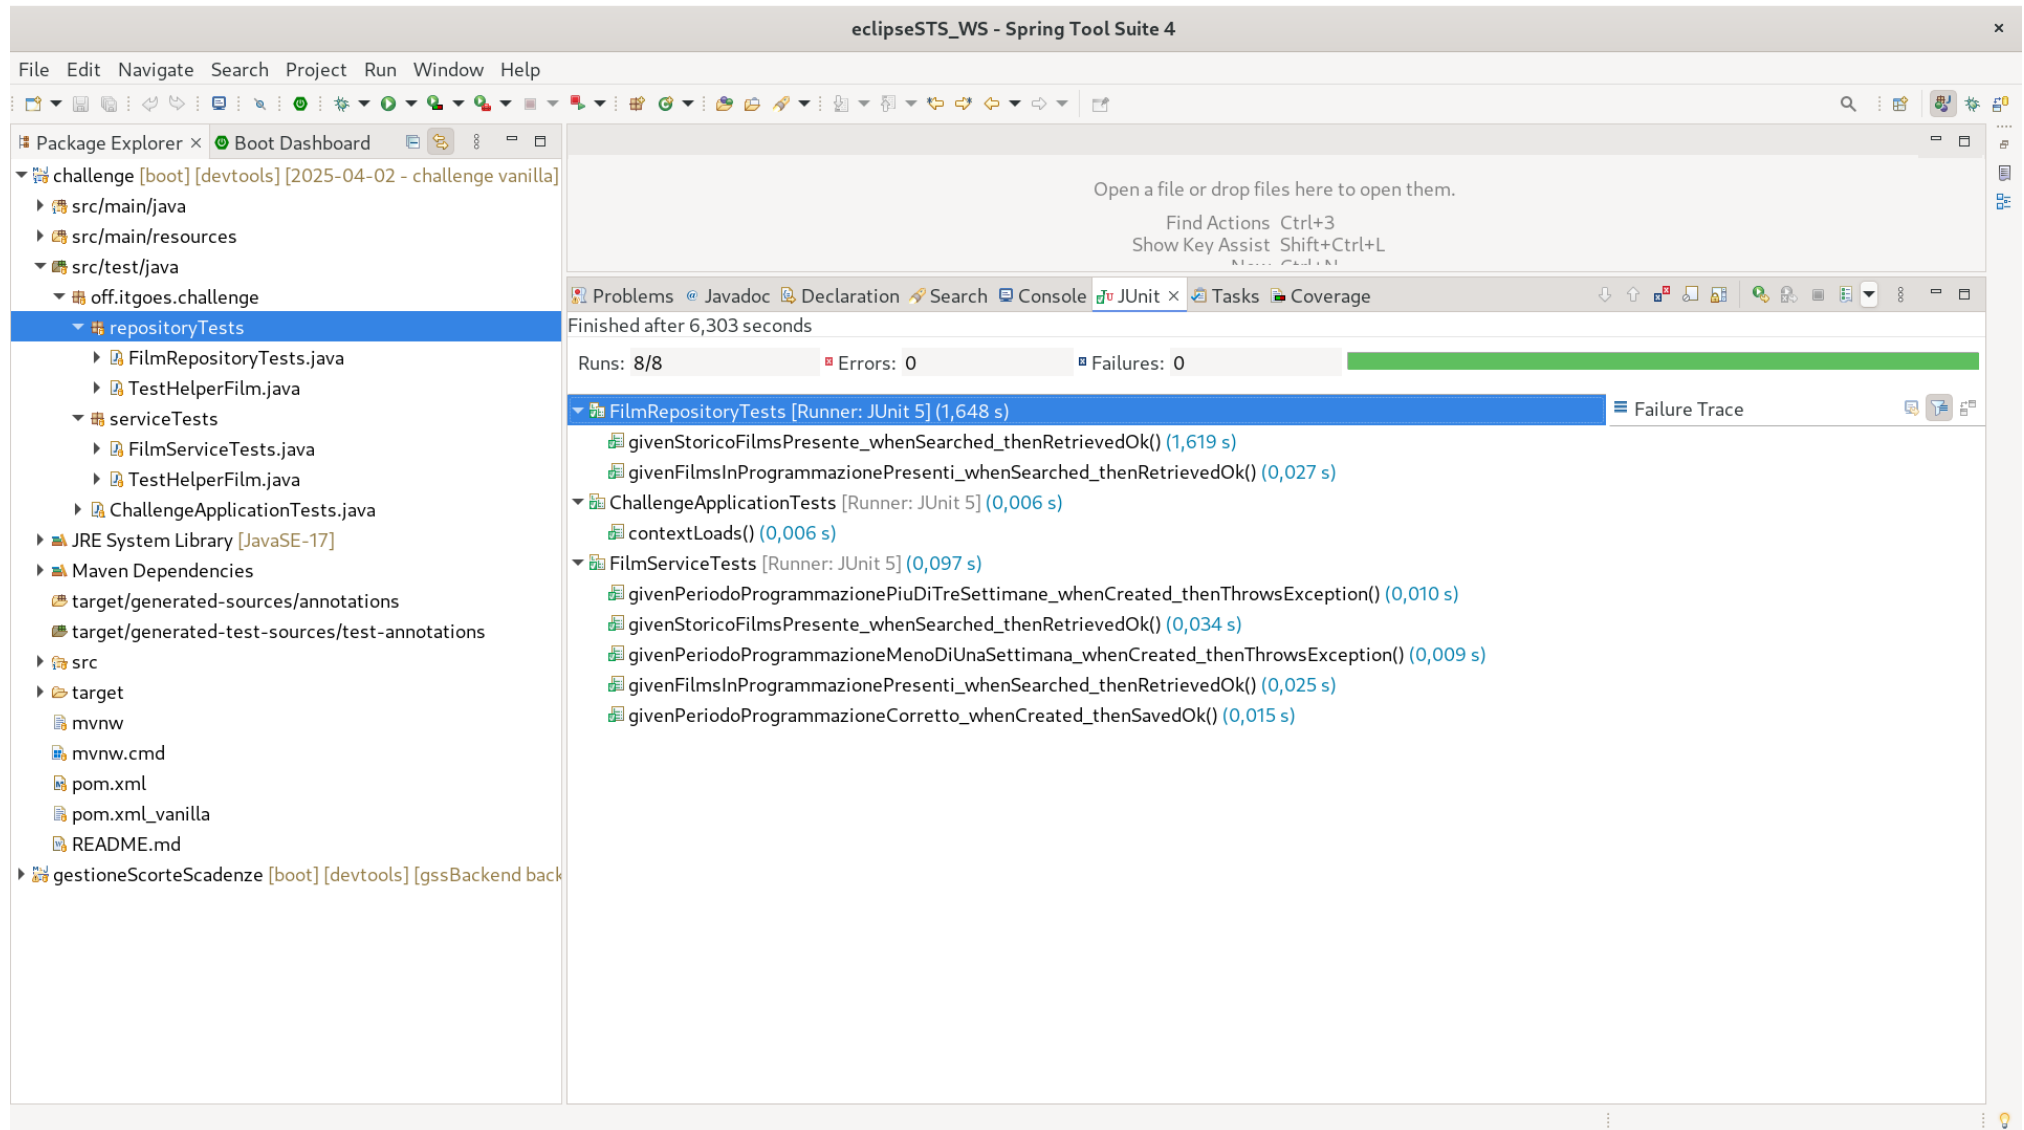 eclipseSTS_WS - Spring Tool Suite 4
File Edit Navigate Search Project Run Window Help
Package Explorer
Boot Dashboard
challenge [boot] [devtools] [2025-04-02 - challenge vanilla]
src/main/java
src/main/resources
src/test/java
off.itgoes.challenge
repositoryTests
FilmRepositoryTests.java
TestHelperFilm.java
serviceTests
FilmServiceTests.java
TestHelperFilm.java
ChallengeApplicationTests.java
JRE System Library [JavaSE-17]
Maven Dependencies
target/generated-sources/annotations
target/generated-test-sources/test-annotations
src
target
mvnw
mvnw.cmd
pom.xml
pom.xml_vanilla
README.md
gestioneScorteScadenze [boot] [devtools] [gssBackend back
Open a file or drop files here to open them.
Find Actions Ctrl+3
Show Key Assist Shift+Ctrl+L
New Ctrl+N
Problems Javadoc Declaration Search Console JUnit Tasks Coverage
Finished after 6,303 seconds
Runs: 8/8 Errors: 0 Failures: 0
FilmRepositoryTests [Runner: JUnit 5] (1,648 s)
givenStoricoFilmsPresente_whenSearched_thenRetrievedOk() (1,619 s)
givenFilmsInProgrammazionePresenti_whenSearched_thenRetrievedOk() (0,027 s)
ChallengeApplicationTests [Runner: JUnit 5] (0,006 s)
contextLoads() (0,006 s)
FilmServiceTests [Runner: JUnit 5] (0,097 s)
givenPeriodoProgrammazionePiuDiTreSettimane_whenCreated_thenThrowsException() (0,010 s)
givenStoricoFilmsPresente_whenSearched_thenRetrievedOk() (0,034 s)
givenPeriodoProgrammazioneMenoDiUnaSettimana_whenCreated_thenThrowsException() (0,009 s)
givenFilmsInProgrammazionePresenti_whenSearched_thenRetrievedOk() (0,025 s)
givenPeriodoProgrammazioneCorretto_whenCreated_thenSavedOk() (0,015 s)
Failure Trace